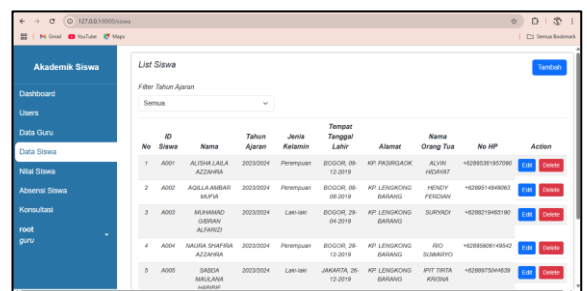 127.0.0.1:8000/siswa
Gmail YouTube Maps Semua Bookmark
Akademik Siswa
Dashboard
Users
Data Guru
Data Siswa
Nilai Siswa
Absensi Siswa
Konsultasi
root
guru
List Siswa Tambah
Filter Tahun Ajaran
Semua
No ID Siswa Nama Tahun Ajaran Jenis Kelamin Tempat Tanggal Lahir Alamat Nama Orang Tua No HP Action
1 A001 ALISHA LAILA AZZAHRA 2023/2024 Perempuan BOGOR, 09-12-2019 KP. PASIRGAOK ALVIN HIDAYAT +62895361957090 Edit Delete
2 A002 AQILLA AMBAR MUFIA 2023/2024 Perempuan BOGOR, 08-08-2019 KP. LENGKONG BARANG HENDY FERDIAN +6289514848063 Edit Delete
3 A003 MUHAMAD GIBRAN ALFARIZI 2023/2024 Laki-laki BOGOR, 29-04-2019 KP. LENGKONG BARANG SURYADI +6288219465190 Edit Delete
4 A004 NAURA SHAFIRA AZZAHRA 2023/2024 Perempuan BOGOR, 28-12-2019 KP. LENGKONG BARANG RIO SUWARYO +62895606149542 Edit Delete
5 A005 SABDA MAULANA 2023/2024 Laki-laki JAKARTA, 26-12-2019 KP. LENGKONG BARANG IPIT TIRTA KRISNA +6288975044639 Edit Delete